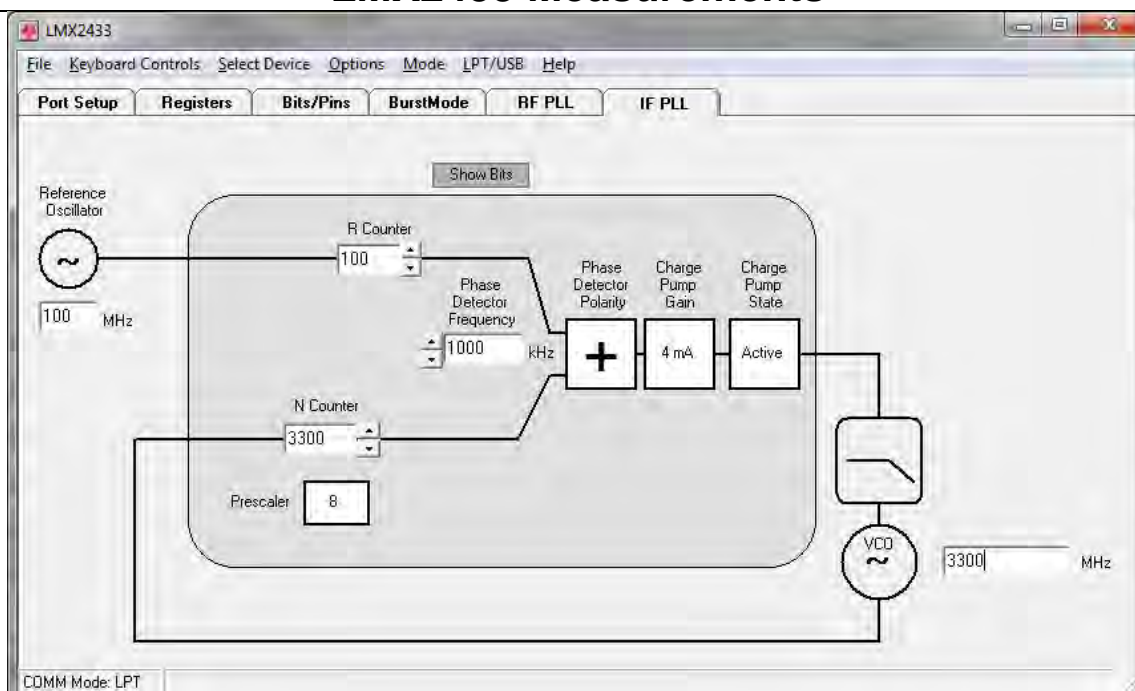 LMX2433 Measurements
LMX2433
File Keyboard Controls Select Device Options Mode LPT/USB Help
Port Setup Registers Bits/Pins BurstMode RF PLL IF PLL
Show Bits
Reference
Oscillator
~
100 MHz
R Counter
100
Phase
Detector
Frequency
1000 kHz
Phase
Detector
Polarity
+
Charge
Pump
Gain
4 mA
Charge
Pump
State
Active
N Counter
3300
Prescaler 8
VCO
~
3300 MHz
COMM Mode: LPT